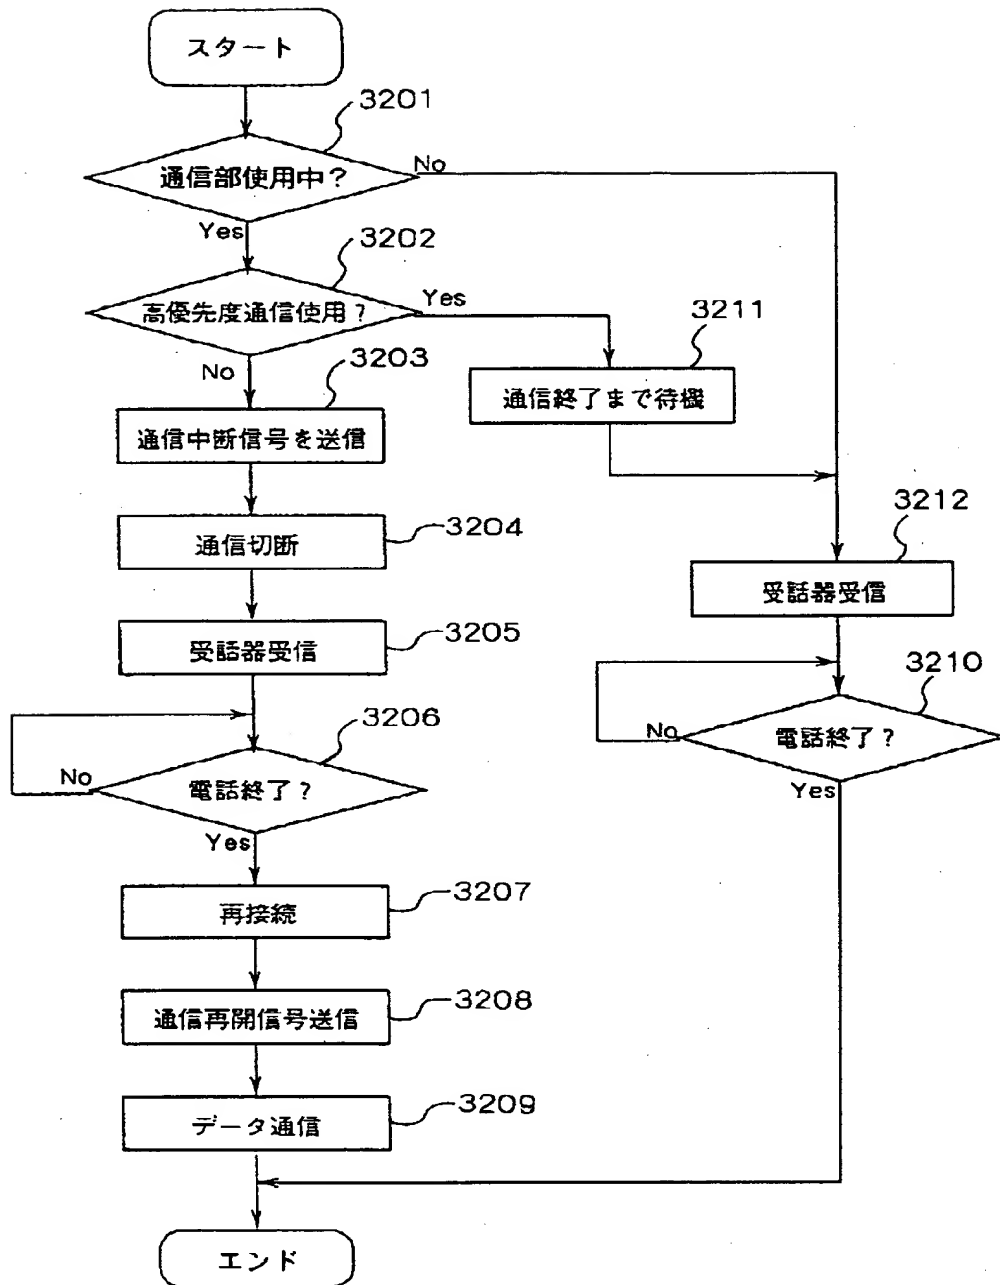 スタート
3201
通信部使用中?
No
Yes
3202
高優先度通信使用?
Yes
No
3211
通信終了まで待機
3203
通信中断信号を送信
3204
通信切断
3212
受話器受信
3205
受話器受信
3210
電話終了?
No
Yes
3206
電話終了?
No
Yes
3207
再接続
3208
通信再開信号送信
3209
データ通信
エンド